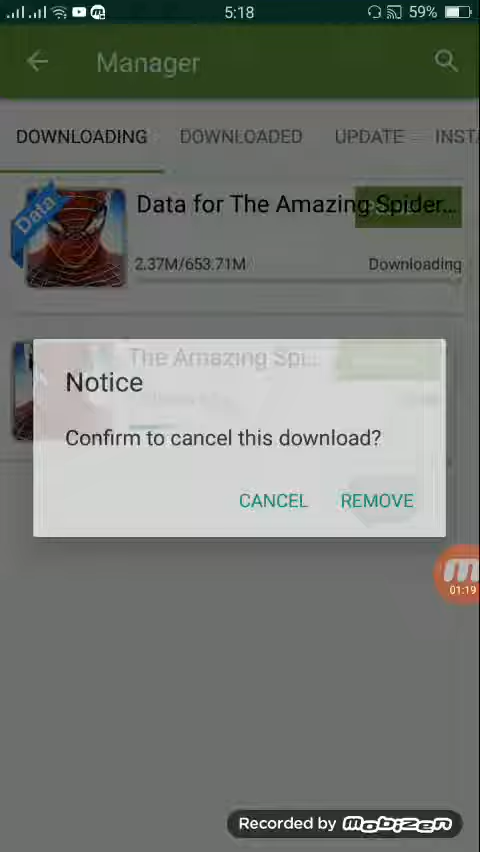 5:18
59%
Manager
DOWNLOADING DOWNLOADED UPDATE INST
Data
Data for The Amazing Spider...
2.37M/653.71M Downloading
The Amazing Spi...
Notice
Confirm to cancel this download?
CANCEL REMOVE
01:19
Recorded by MOBIZEN